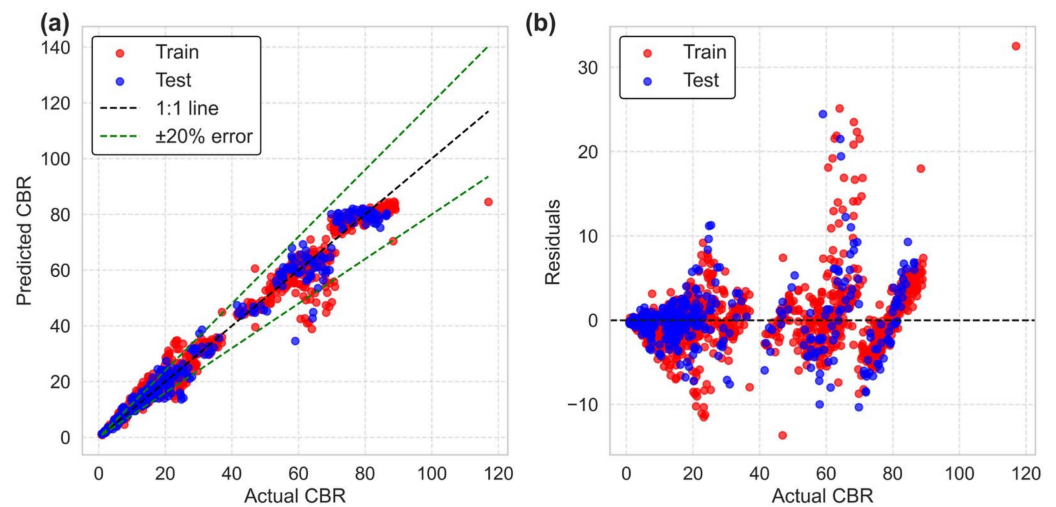 (a)
Train
Test
1:1 line
±20% error
140
120
100
80
60
40
20
0
Predicted CBR
0 20 40 60 80 100 120
Actual CBR
(b)
Train
Test
30
20
10
0
−10
Residuals
0 20 40 60 80 100 120
Actual CBR